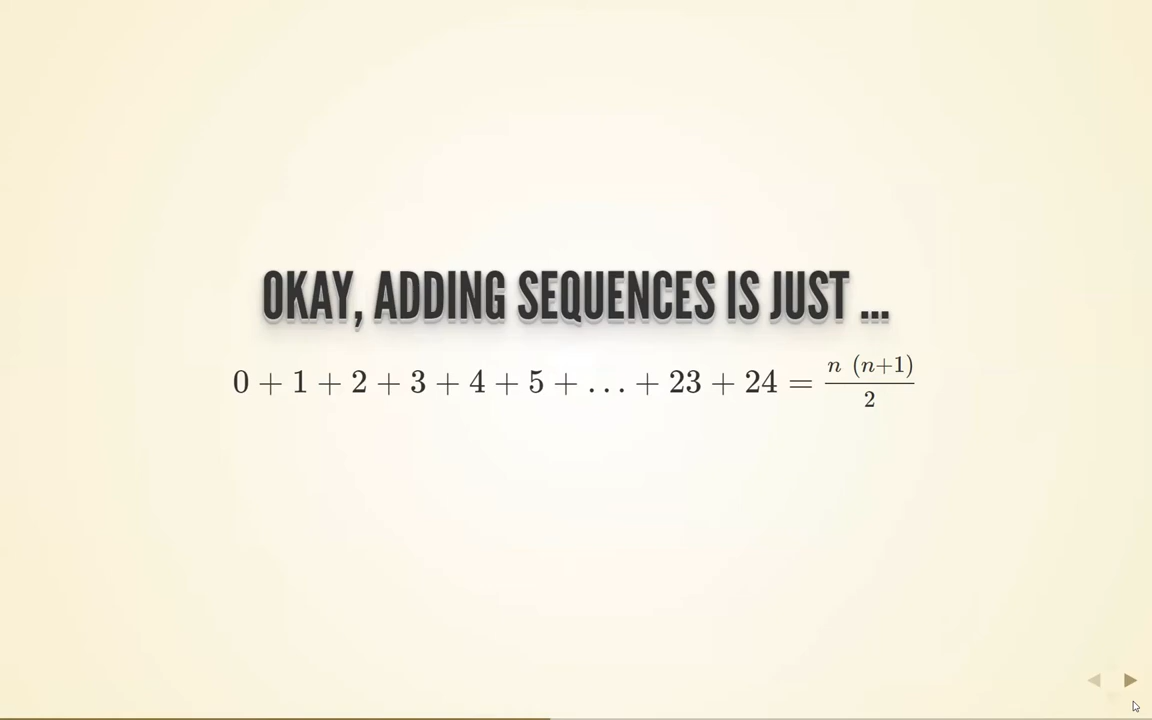 OKAY, ADDING SEQUENCES IS JUST ...
0 + 1 + 2 + 3 + 4 + 5 + ... + 23 + 24 = n (n+1) / 2